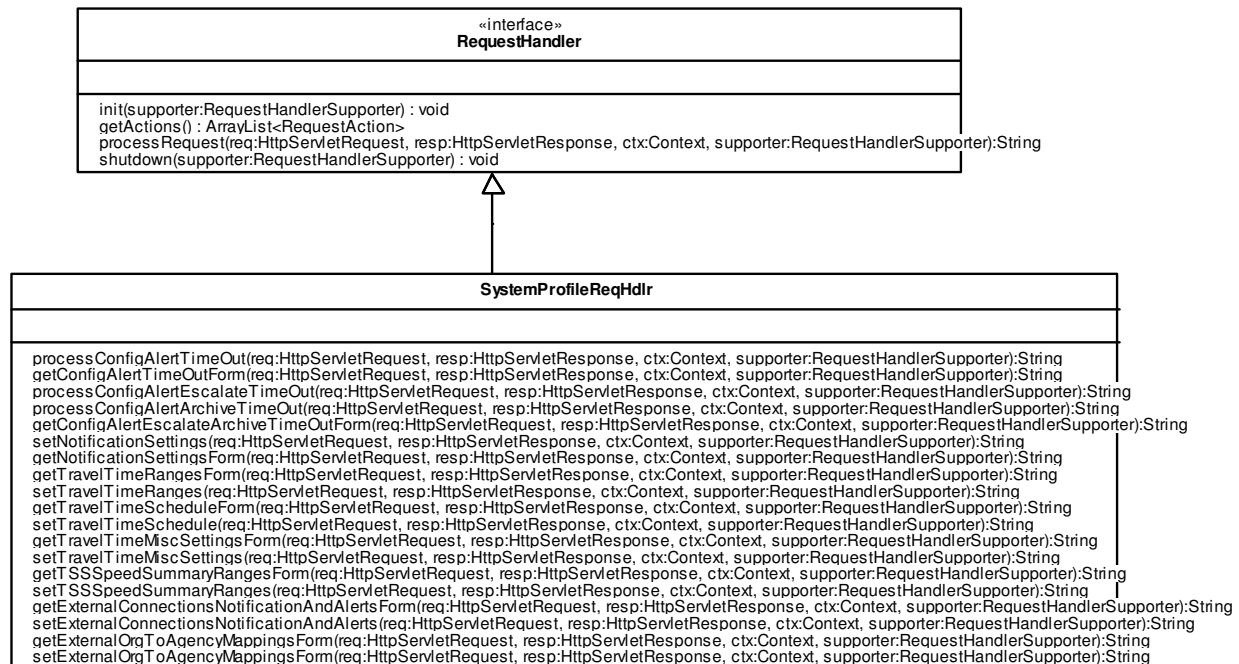 «interface»
RequestHandler
init(supporter:RequestHandlerSupporter) : void
getActions() : ArrayList<RequestAction>
processRequest(req:HttpServletRequest, resp:HttpServletResponse, ctx:Context, supporter:RequestHandlerSupporter):String
shutdown(supporter:RequestHandlerSupporter) : void
SystemProfileReqHdlr
processConfigAlertTimeOut(req:HttpServletRequest, resp:HttpServletResponse, ctx:Context, supporter:RequestHandlerSupporter):String
getConfigAlertTimeOutForm(req:HttpServletRequest, resp:HttpServletResponse, ctx:Context, supporter:RequestHandlerSupporter):String
processConfigAlertEscalateTimeOut(req:HttpServletRequest, resp:HttpServletResponse, ctx:Context, supporter:RequestHandlerSupporter):String
processConfigAlertArchiveTimeOut(req:HttpServletRequest, resp:HttpServletResponse, ctx:Context, supporter:RequestHandlerSupporter):String
getConfigAlertEscalateArchiveTimeOutForm(req:HttpServletRequest, resp:HttpServletResponse, ctx:Context, supporter:RequestHandlerSupporter):String
setNotificationSettings(req:HttpServletRequest, resp:HttpServletResponse, ctx:Context, supporter:RequestHandlerSupporter):String
getNotificationSettingsForm(req:HttpServletRequest, resp:HttpServletResponse, ctx:Context, supporter:RequestHandlerSupporter):String
getTravelTimeRangesForm(req:HttpServletRequest, resp:HttpServletResponse, ctx:Context, supporter:RequestHandlerSupporter):String
setTravelTimeRanges(req:HttpServletRequest, resp:HttpServletResponse, ctx:Context, supporter:RequestHandlerSupporter):String
getTravelTimeScheduleForm(req:HttpServletRequest, resp:HttpServletResponse, ctx:Context, supporter:RequestHandlerSupporter):String
setTravelTimeSchedule(req:HttpServletRequest, resp:HttpServletResponse, ctx:Context, supporter:RequestHandlerSupporter):String
getTravelTimeMiscSettingsForm(req:HttpServletRequest, resp:HttpServletResponse, ctx:Context, supporter:RequestHandlerSupporter):String
setTravelTimeMiscSettings(req:HttpServletRequest, resp:HttpServletResponse, ctx:Context, supporter:RequestHandlerSupporter):String
getTSSSpeedSummaryRangesForm(req:HttpServletRequest, resp:HttpServletResponse, ctx:Context, supporter:RequestHandlerSupporter):String
setTSSSpeedSummaryRanges(req:HttpServletRequest, resp:HttpServletResponse, ctx:Context, supporter:RequestHandlerSupporter):String
getExternalConnectionsNotificationAndAlertsForm(req:HttpServletRequest, resp:HttpServletResponse, ctx:Context, supporter:RequestHandlerSupporter):String
setExternalConnectionsNotificationAndAlerts(req:HttpServletRequest, resp:HttpServletResponse, ctx:Context, supporter:RequestHandlerSupporter):String
getExternalOrgToAgencyMappingsForm(req:HttpServletRequest, resp:HttpServletResponse, ctx:Context, supporter:RequestHandlerSupporter):String
setExternalOrgToAgencyMappingsForm(req:HttpServletRequest, resp:HttpServletResponse, ctx:Context, supporter:RequestHandlerSupporter):String